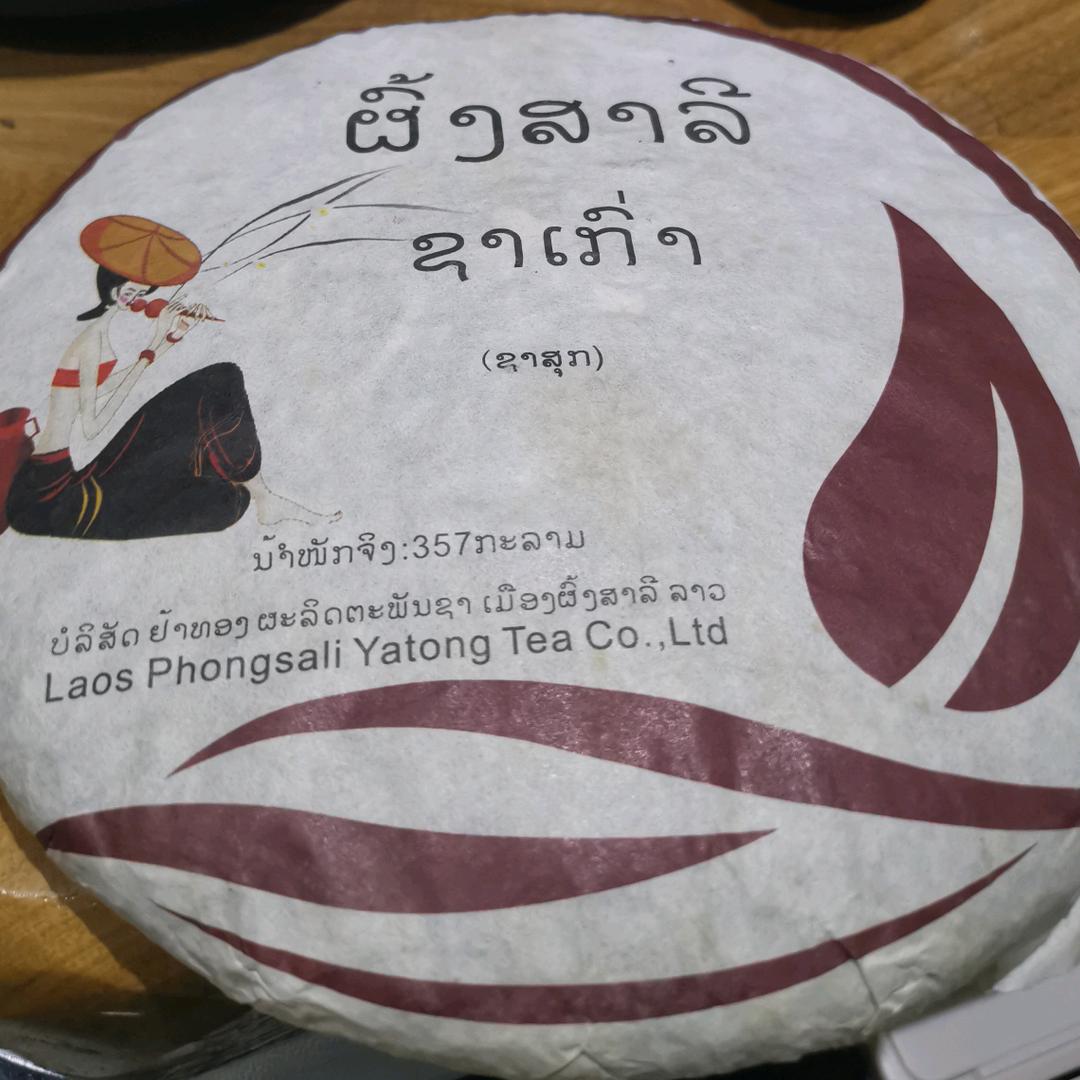 ຜົ້ງສາລີ
ຊາເກົ່າ
(ຊາສຸກ)
ນ້ຳໜັກຈິງ:357ກະລາມ
ບໍລິສັດ ຢ້າທອງ ຜະລິດຕະພັນຊາ ເມືອງຜົ້ງສາລີ ລາວ
Laos Phongsali Yatong Tea Co.,Ltd